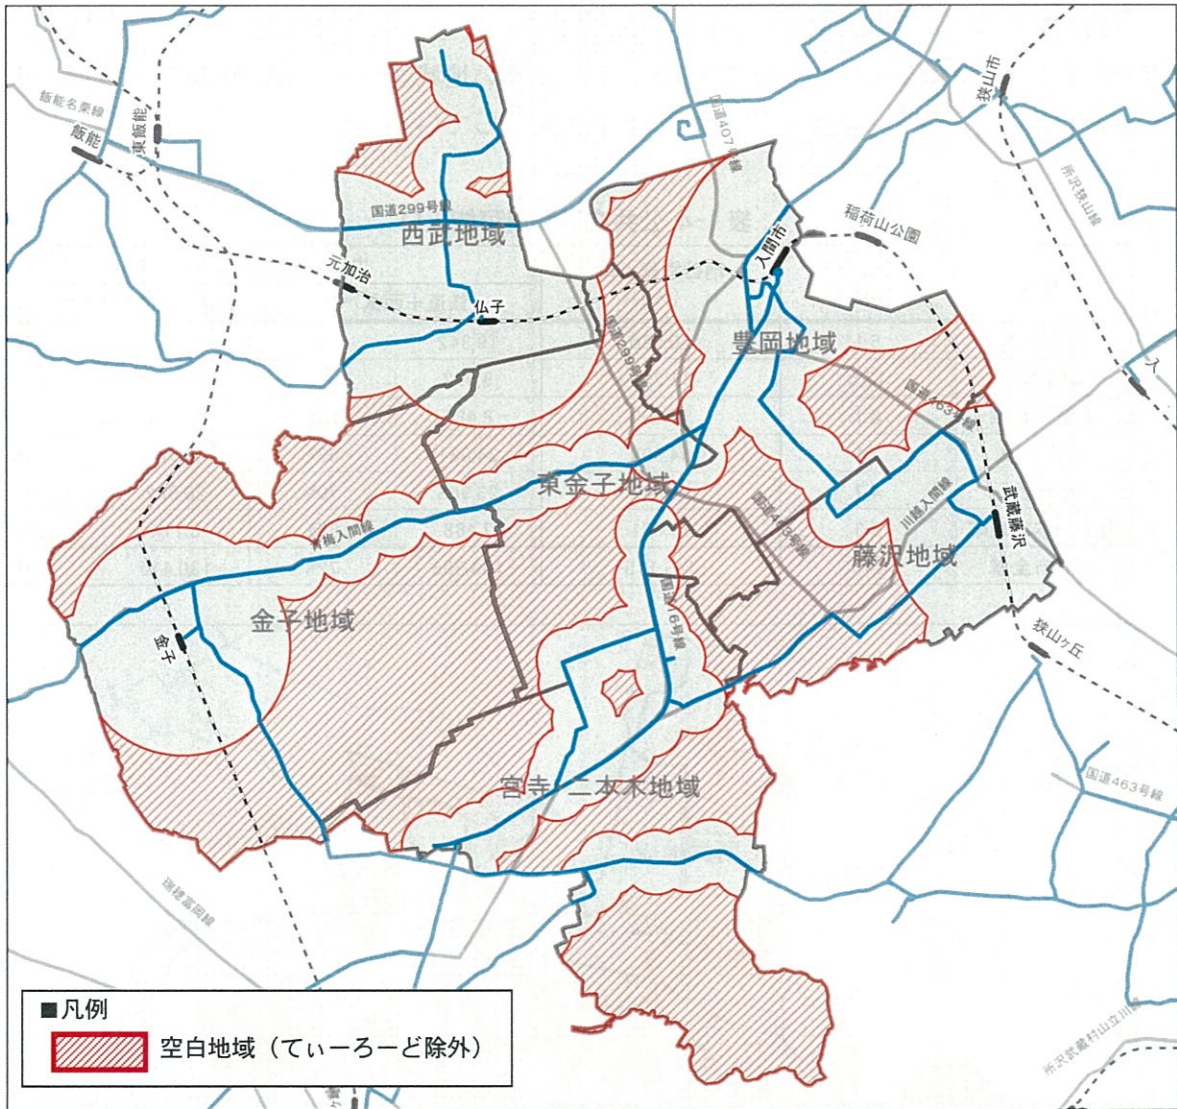 飯能名栗線
飯能
東飯能
国道407号線
狭山市
所沢狭山線
国道299号線
西武地域
稲荷山公園
入間市
元加治
仏子
国道299号線
豊岡地域
国道463号線
入
東金子地域
青梅入間線
国道463号線
川越入間線
武蔵藤沢
藤沢地域
金子地域
金子
国道16号線
狭山ヶ丘
宮寺 二本木地域
国道463号線
瑞穂富岡線
所沢武蔵村山立川線
■凡例
空白地域（てぃーろーど除外）